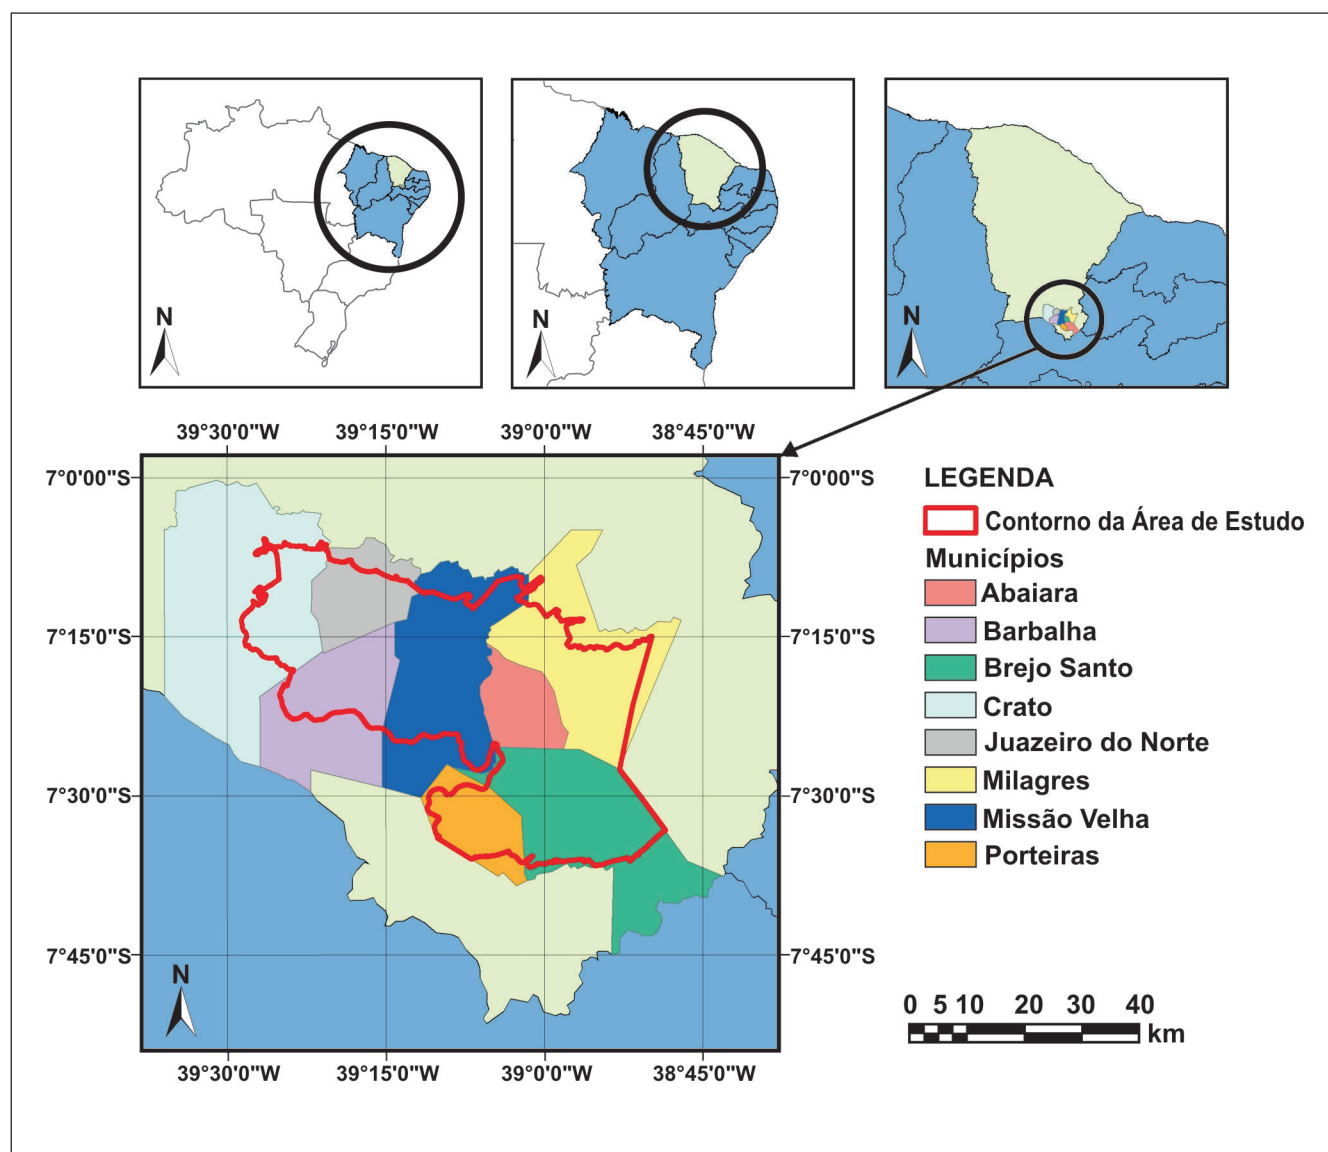 N
N
N
39°30'0"W 39°15'0"W 39°0'0"W 38°45'0"W
7°0'00"S 7°0'00"S
7°15'0"S 7°15'0"S
7°30'0"S 7°30'0"S
7°45'0"S 7°45'0"S
N
39°30'0"W 39°15'0"W 39°0'0"W 38°45'0"W
LEGENDA
Contorno da Área de Estudo
Municípios
Abaiara
Barbalha
Brejo Santo
Crato
Juazeiro do Norte
Milagres
Missão Velha
Porteiras
0 5 10 20 30 40
km